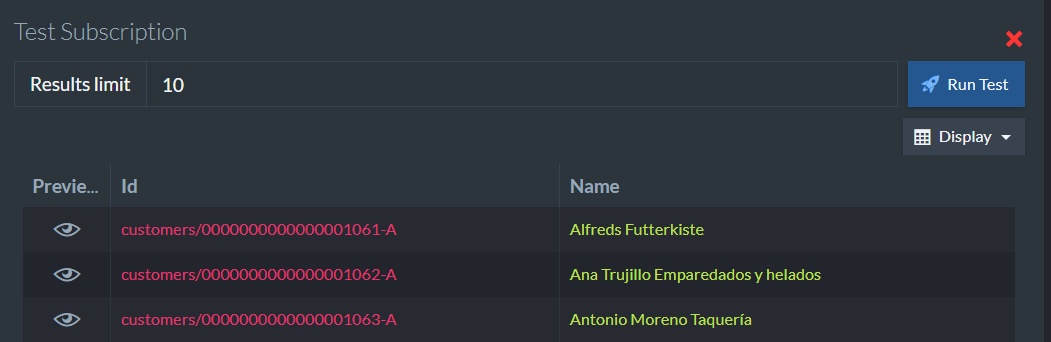 Test Subscription
Results limit 10 Run Test
Display
Previe... Id Name
customers/0000000000000001061-A Alfreds Futterkiste
customers/0000000000000001062-A Ana Trujillo Emparedados y helados
customers/0000000000000001063-A Antonio Moreno Taquería